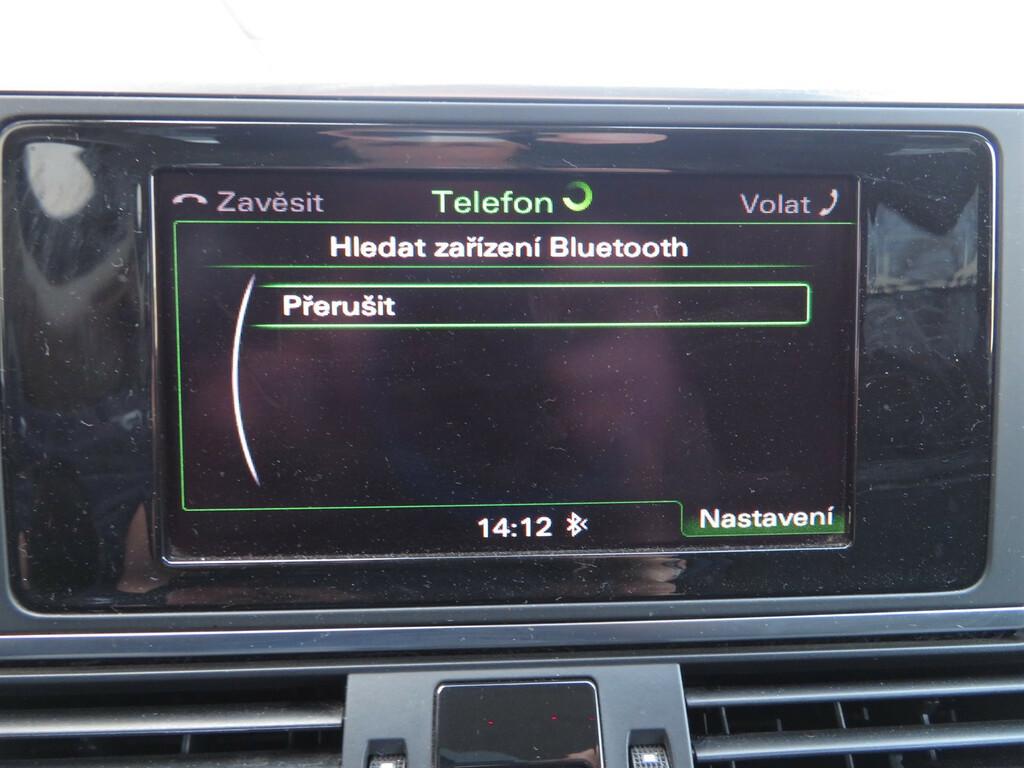 Zavěsit Telefon Volat
Hledat zařízení Bluetooth
Přerušit
14:12 Nastavení